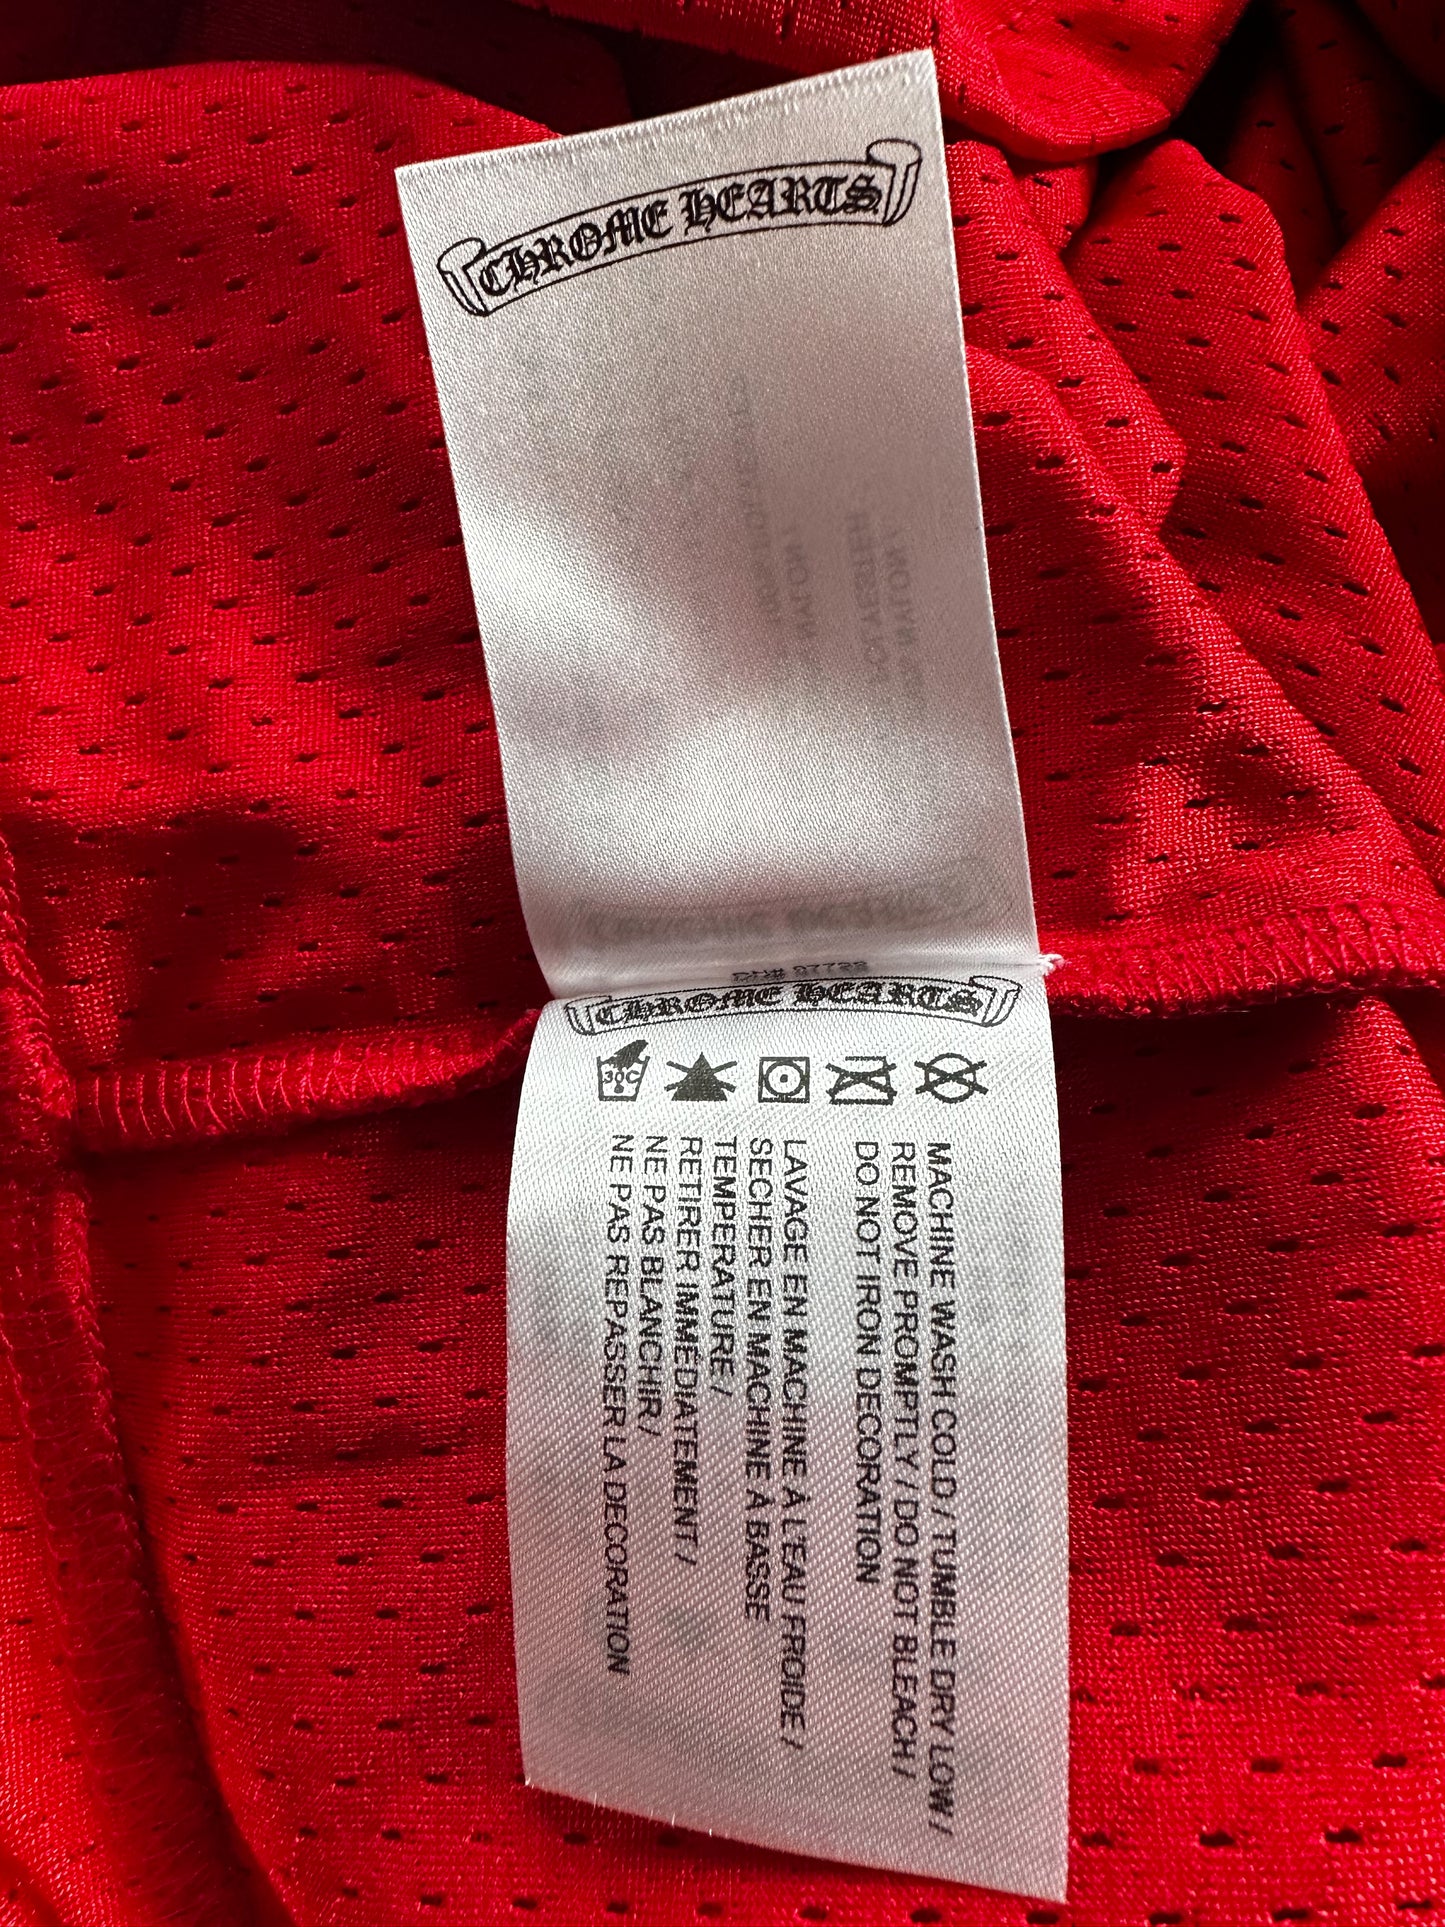 CHROME HEARTS
CHROME HEARTS
30C
MACHINE WASH COLD / TUMBLE DRY LOW /
REMOVE PROMPTLY / DO NOT BLEACH /
DO NOT IRON DECORATION
LAVAGE EN MACHINE À L'EAU FROIDE /
SECHER EN MACHINE À BASSE
TEMPERATURE /
RETIRER IMMÉDIATEMENT /
NE PAS BLANCHIR /
NE PAS REPASSER LA DECORATION